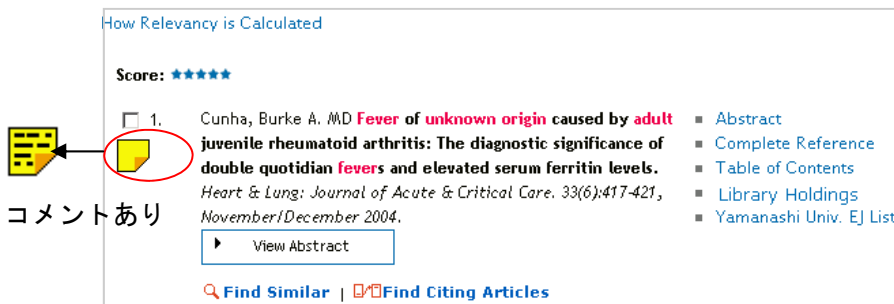 How Relevancy is Calculated
Score: ★★★★★
1.
Cunha, Burke A. MD Fever of unknown origin caused by adult
juvenile rheumatoid arthritis: The diagnostic significance of
double quotidian fevers and elevated serum ferritin levels.
Heart & Lung: Journal of Acute & Critical Care. 33(6):417-421,
November/December 2004.
View Abstract
Find Similar | Find Citing Articles
Abstract
Complete Reference
Table of Contents
Library Holdings
Yamanashi Univ. EJ List
コメントあり